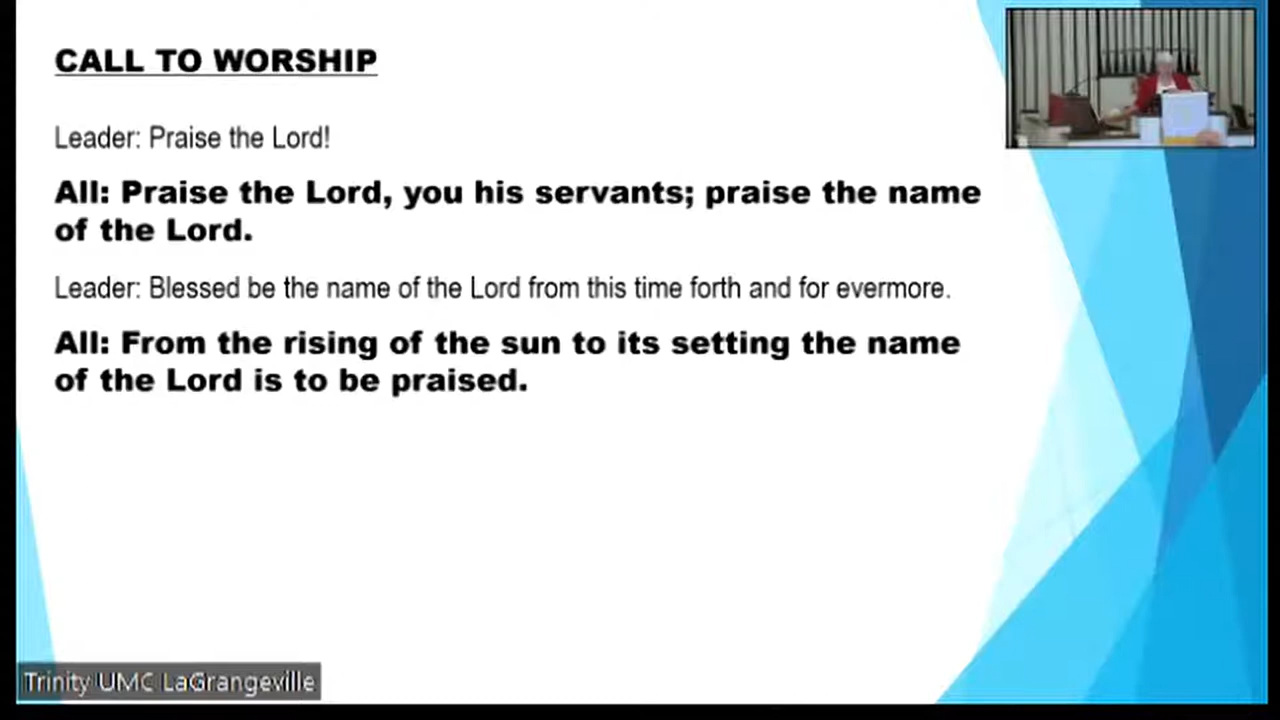 CALL TO WORSHIP
Leader: Praise the Lord!
All: Praise the Lord, you his servants; praise the name
of the Lord.
Leader: Blessed be the name of the Lord from this time forth and for evermore.
All: From the rising of the sun to its setting the name
of the Lord is to be praised.
Trinity UMC LaGrangeville